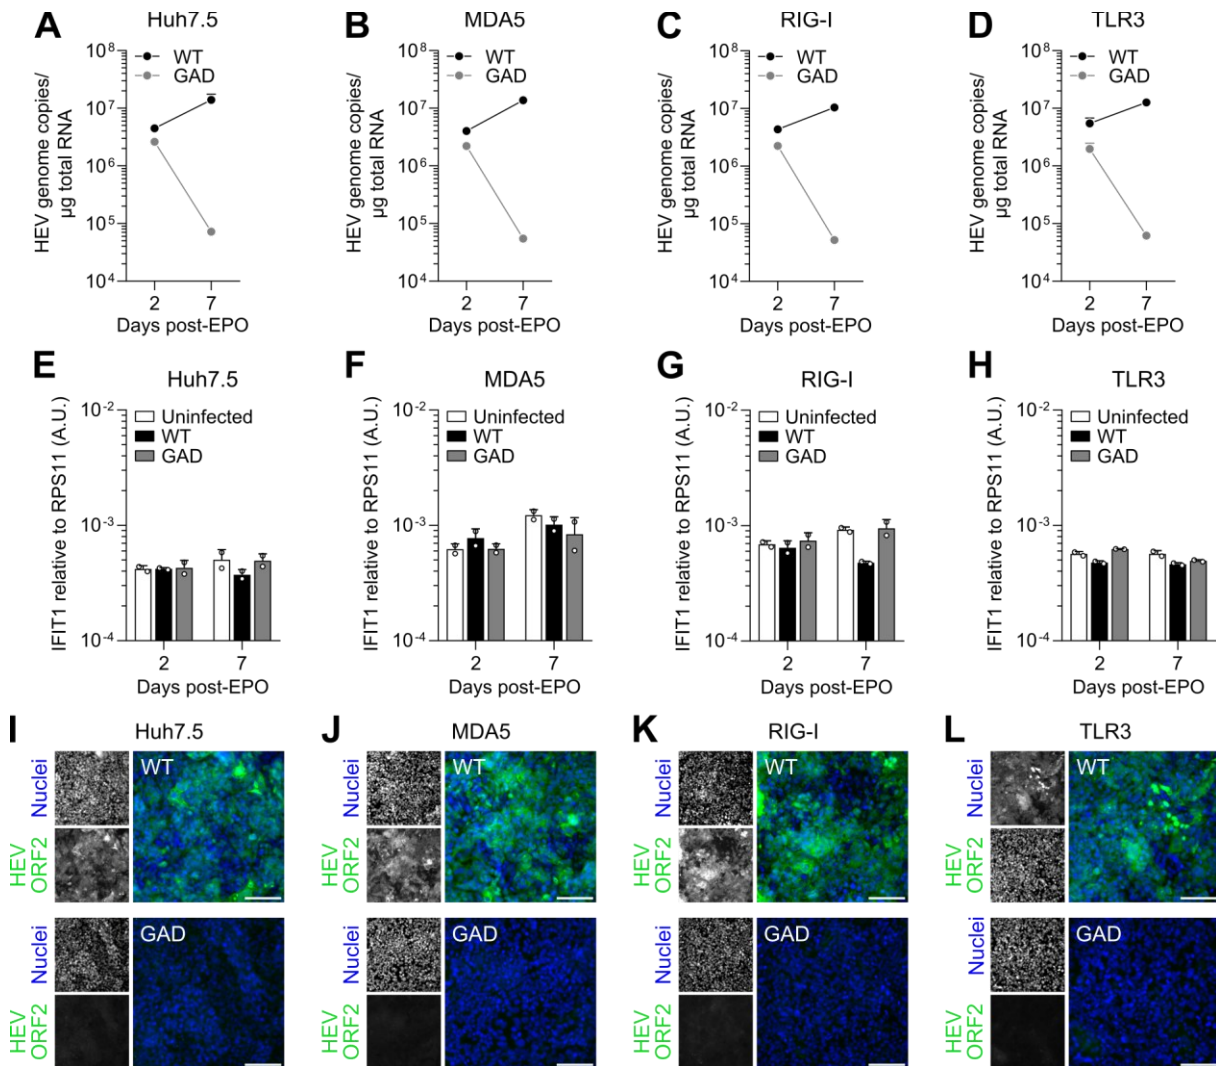 A Huh7.5
HEV genome copies/
µg total RNA
10⁸
10⁷
10⁶
10⁵
10⁴
WT
GAD
2 7
Days post-EPO
B MDA5
HEV genome copies/
µg total RNA
10⁸
10⁷
10⁶
10⁵
10⁴
WT
GAD
2 7
Days post-EPO
C RIG-I
HEV genome copies/
µg total RNA
10⁸
10⁷
10⁶
10⁵
10⁴
WT
GAD
2 7
Days post-EPO
D TLR3
HEV genome copies/
µg total RNA
10⁸
10⁷
10⁶
10⁵
10⁴
WT
GAD
2 7
Days post-EPO
E Huh7.5
IFIT1 relative to RPS11 (A.U.)
10⁻²
10⁻³
10⁻⁴
Uninfected
WT
GAD
2 7
Days post-EPO
F MDA5
IFIT1 relative to RPS11 (A.U.)
10⁻²
10⁻³
10⁻⁴
Uninfected
WT
GAD
2 7
Days post-EPO
G RIG-I
IFIT1 relative to RPS11 (A.U.)
10⁻²
10⁻³
10⁻⁴
Uninfected
WT
GAD
2 7
Days post-EPO
H TLR3
IFIT1 relative to RPS11 (A.U.)
10⁻²
10⁻³
10⁻⁴
Uninfected
WT
GAD
2 7
Days post-EPO
I Huh7.5
Nuclei
HEV
ORF2
WT
Nuclei
HEV
ORF2
GAD
J MDA5
Nuclei
HEV
ORF2
WT
Nuclei
HEV
ORF2
GAD
K RIG-I
Nuclei
HEV
ORF2
WT
Nuclei
HEV
ORF2
GAD
L TLR3
Nuclei
HEV
ORF2
WT
Nuclei
HEV
ORF2
GAD